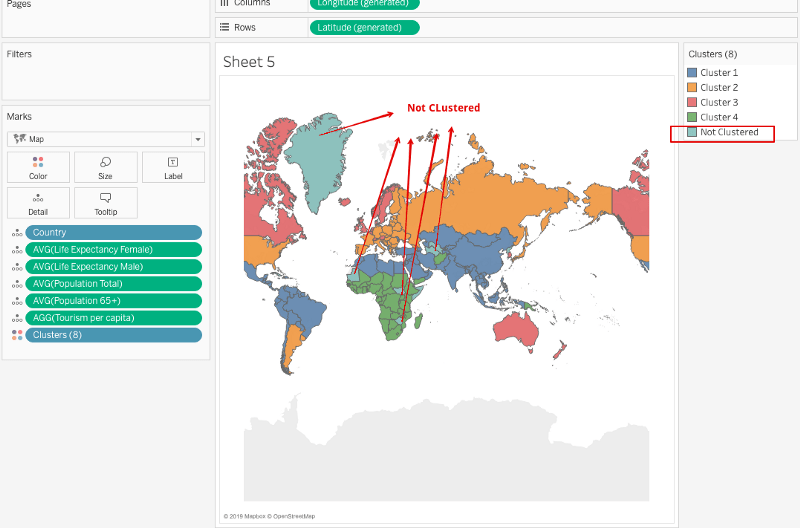 Pages
Columns
Longitude (generated)
Rows
Latitude (generated)
Filters
Marks
Map
Color
Size
Label
Detail
Tooltip
Country
AVG(Life Expectancy Female)
AVG(Life Expectancy Male)
AVG(Population Total)
AVG(Population 65+)
AGG(Tourism per capita)
Clusters (8)
Sheet 5
Not CLustered
© 2019 Mapbox © OpenStreetMap
Clusters (8)
Cluster 1
Cluster 2
Cluster 3
Cluster 4
Not Clustered